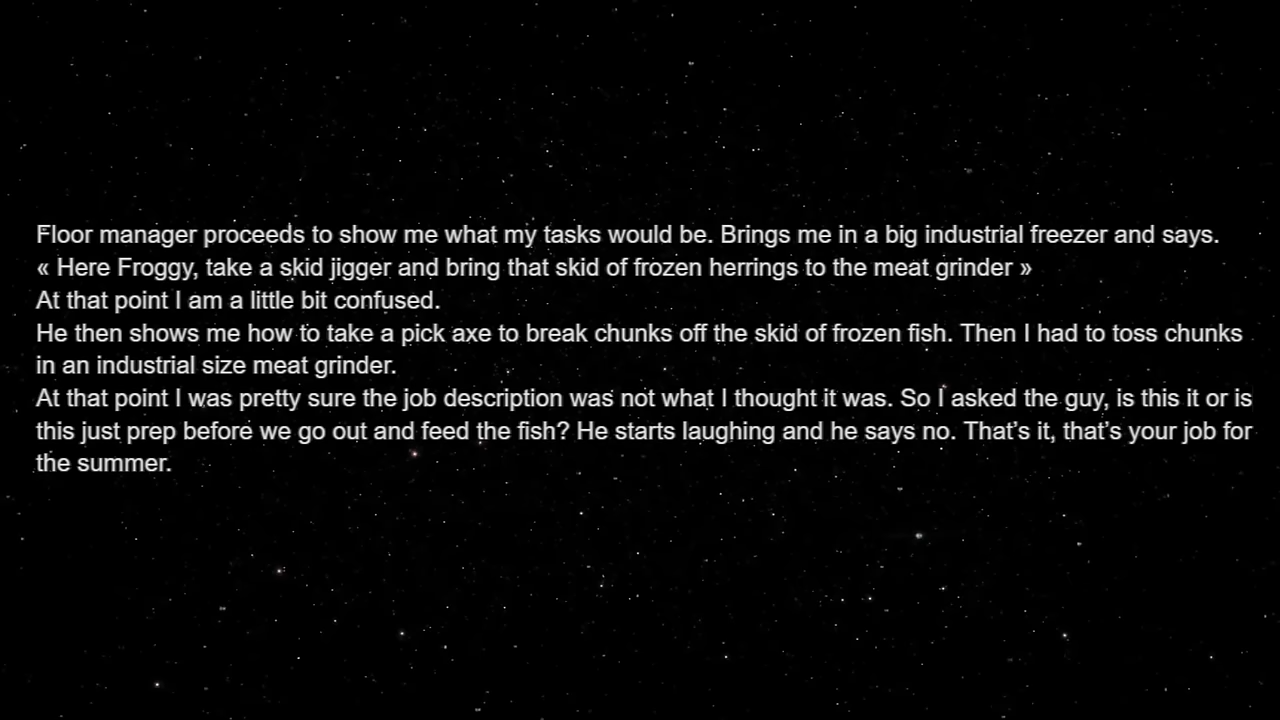 Floor manager proceeds to show me what my tasks would be. Brings me in a big industrial freezer and says.
« Here Froggy, take a skid jigger and bring that skid of frozen herrings to the meat grinder »
At that point I am a little bit confused.
He then shows me how to take a pick axe to break chunks off the skid of frozen fish. Then I had to toss chunks
in an industrial size meat grinder.
At that point I was pretty sure the job description was not what I thought it was. So I asked the guy, is this it or is
this just prep before we go out and feed the fish? He starts laughing and he says no. That’s it, that’s your job for
the summer.